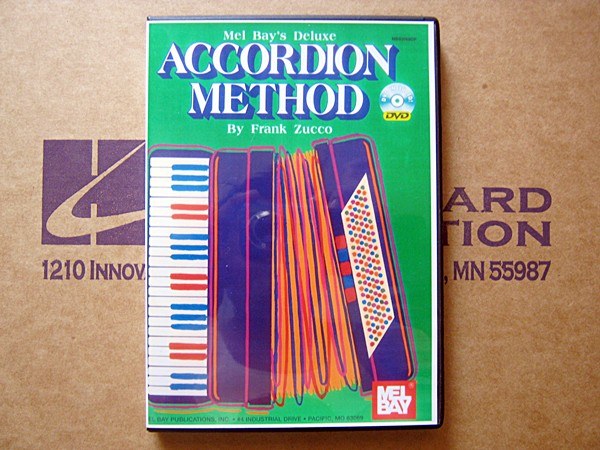 Mel Bay's Deluxe
ACCORDION
METHOD
DVD
By Frank Zucco
ARD
TION
1210 INNOV
, MN 55987
MEL
BAY
EL BAY PUBLICATIONS, INC. • #4 INDUSTRIAL DRIVE • PACIFIC, MO 63069